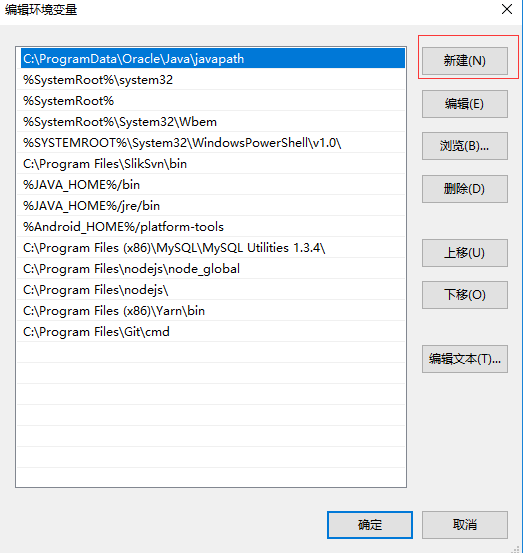 编辑环境变量
C:\ProgramData\Oracle\Java\javapath
%SystemRoot%\system32
%SystemRoot%
%SystemRoot%\System32\Wbem
%SYSTEMROOT%\System32\WindowsPowerShell\v1.0\
C:\Program Files\SlikSvn\bin
%JAVA_HOME%/bin
%JAVA_HOME%/jre/bin
%Android_HOME%/platform-tools
C:\Program Files (x86)\MySQL\MySQL Utilities 1.3.4\
C:\Program Files\nodejs\node_global
C:\Program Files\nodejs\
C:\Program Files (x86)\Yarn\bin
C:\Program Files\Git\cmd
新建(N)
编辑(E)
浏览(B)...
删除(D)
上移(U)
下移(O)
编辑文本(T)...
确定
取消